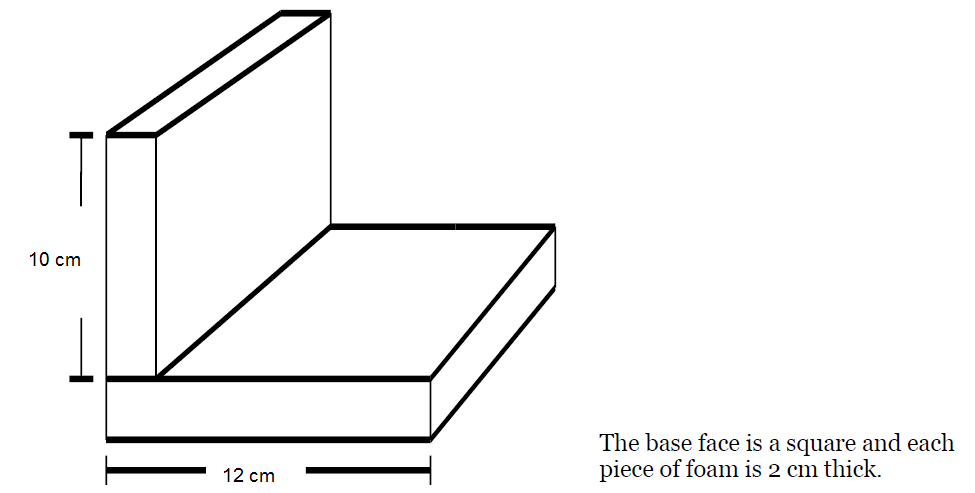 10 cm
The base face is a square and each
piece of foam is 2 cm thick.
12 cm